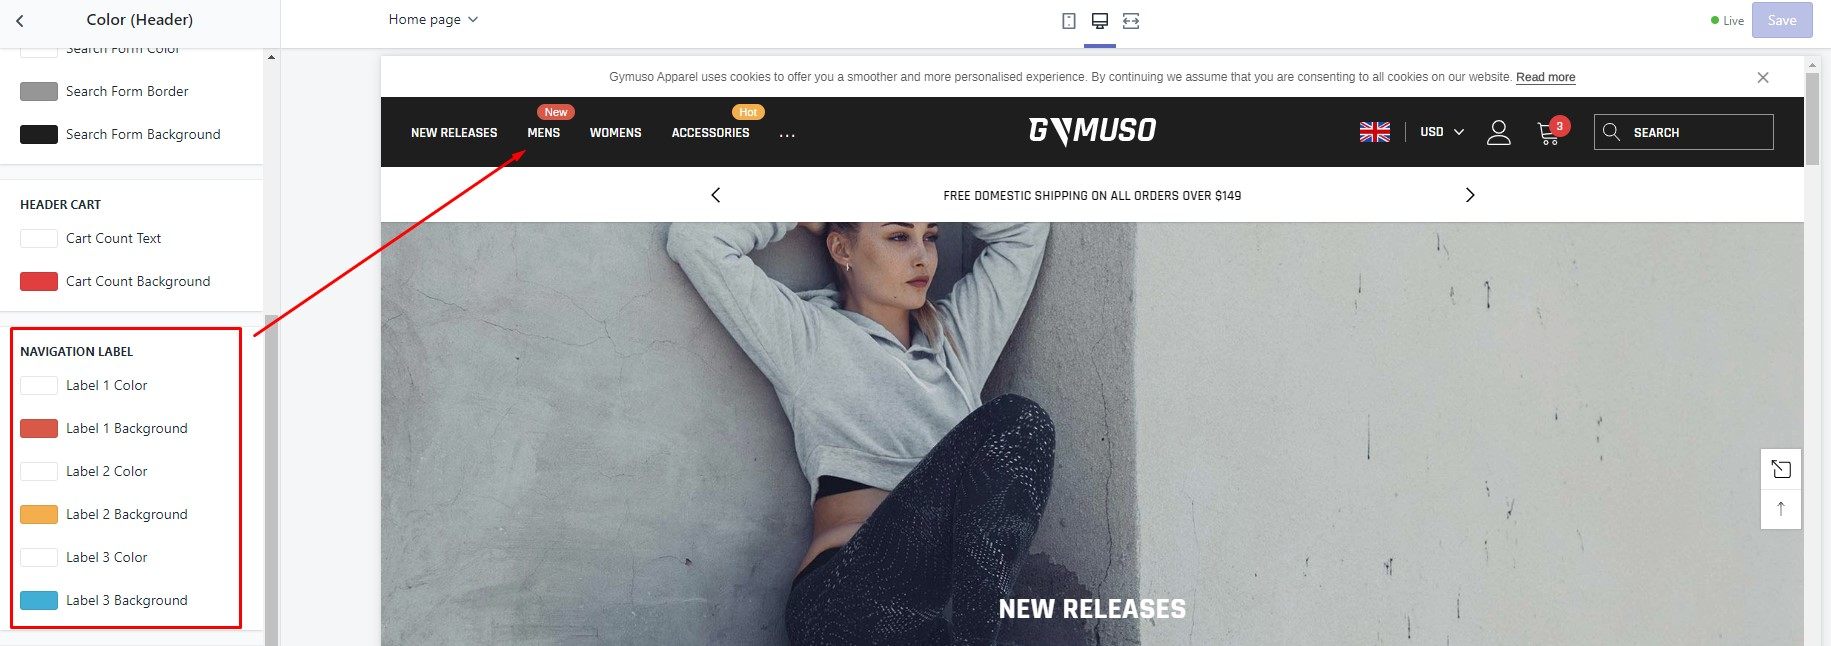 Color (Header)
Home page
Live
Save
Search Form Color
Search Form Border
Search Form Background
HEADER CART
Cart Count Text
Cart Count Background
NAVIGATION LABEL
Label 1 Color
Label 1 Background
Label 2 Color
Label 2 Background
Label 3 Color
Label 3 Background
Gymuso Apparel uses cookies to offer you a smoother and more personalised experience. By continuing we assume that you are consenting to all cookies on our website. Read more
New
Hot
NEW RELEASES MENS WOMENS ACCESSORIES ...
GYMUSO
USD
3
SEARCH
FREE DOMESTIC SHIPPING ON ALL ORDERS OVER $149
NEW RELEASES